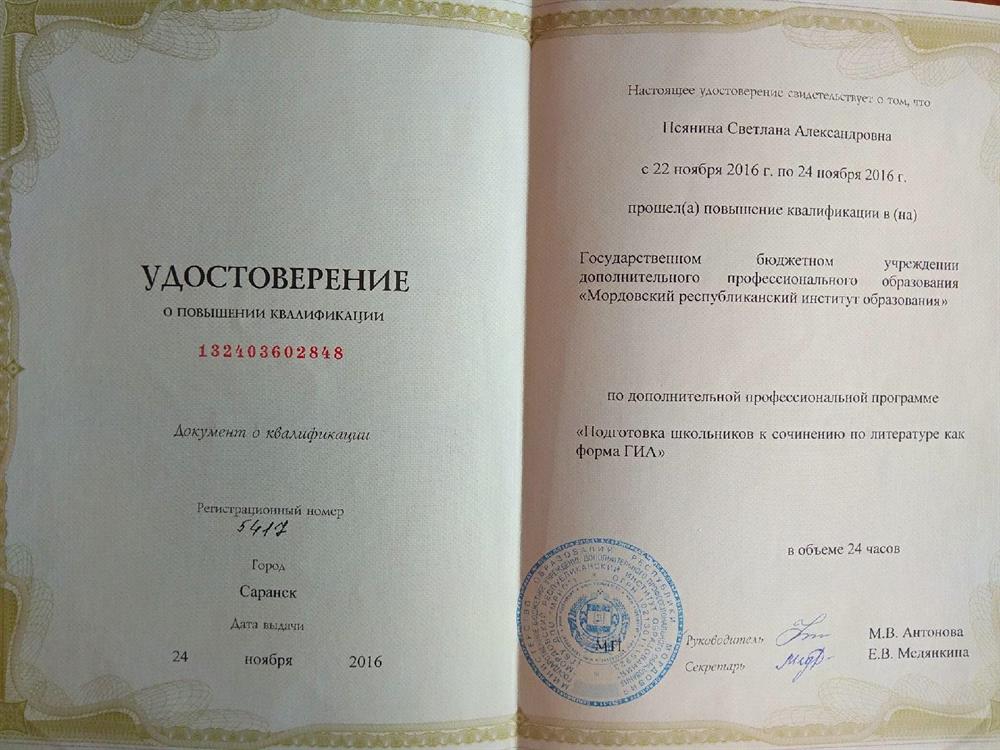 УДОСТОВЕРЕНИЕ
О ПОВЫШЕНИИ КВАЛИФИКАЦИИ
132403602848
Документ о квалификации
Регистрационный номер
5417
Город
Саранск
Дата выдачи
24 ноября 2016
Настоящее удостоверение свидетельствует о том, что
Псянина Светлана Александровна
с 22 ноября 2016 г. по 24 ноября 2016 г.
прошел(а) повышение квалификации в (на)
Государственном бюджетном учреждении
дополнительного профессионального образования
«Мордовский республиканский институт образования»
по дополнительной профессиональной программе
«Подготовка школьников к сочинению по литературе как
форма ГИА»
в объеме 24 часов
М.П.
Руководитель М.В. Антонова
Секретарь Е.В. Медянкина